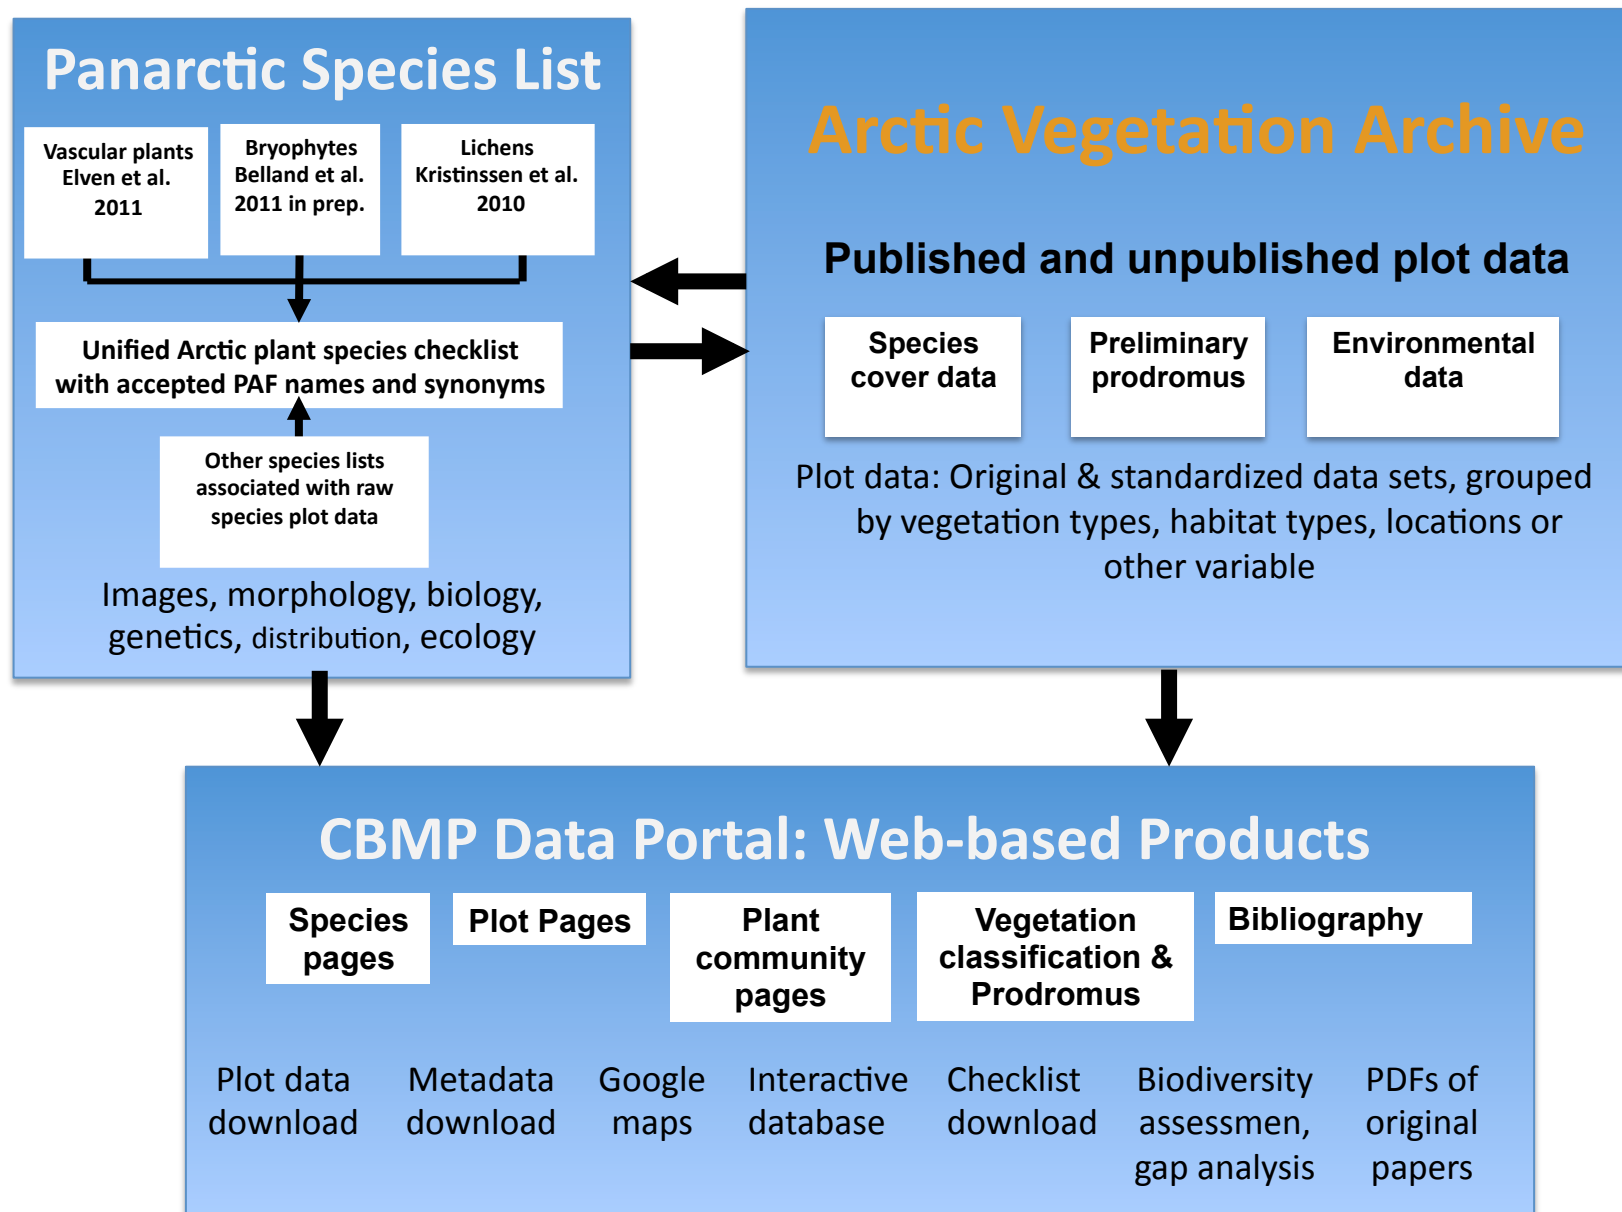 Panarctic Species List
Vascular plants
Elven et al.
2011
Bryophytes
Belland et al.
2011 in prep.
Lichens
Kristinssen et al.
2010
Unified Arctic plant species checklist
with accepted PAF names and synonyms
Other species lists
associated with raw
species plot data
Images, morphology, biology,
genetics, distribution, ecology
Arctic Vegetation Archive
Published and unpublished plot data
Species
cover data
Preliminary
prodromus
Environmental
data
Plot data: Original & standardized data sets, grouped
by vegetation types, habitat types, locations or
other variable
CBMP Data Portal: Web-based Products
Species
pages
Plot Pages
Plant
community
pages
Vegetation
classification &
Prodromus
Bibliography
Plot data
download
Metadata
download
Google
maps
Interactive
database
Checklist
download
Biodiversity
assessmen,
gap analysis
PDFs of
original
papers